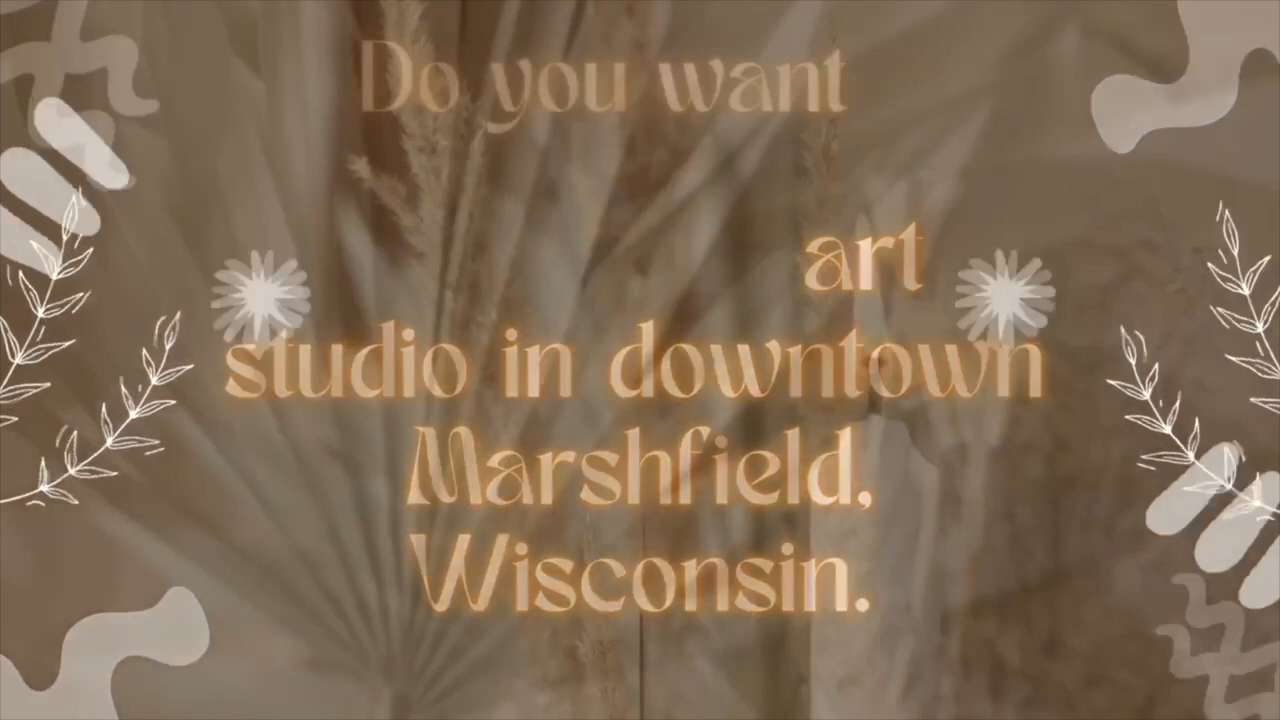 Do you want
art
studio in downtown
Marshfield,
Wisconsin.